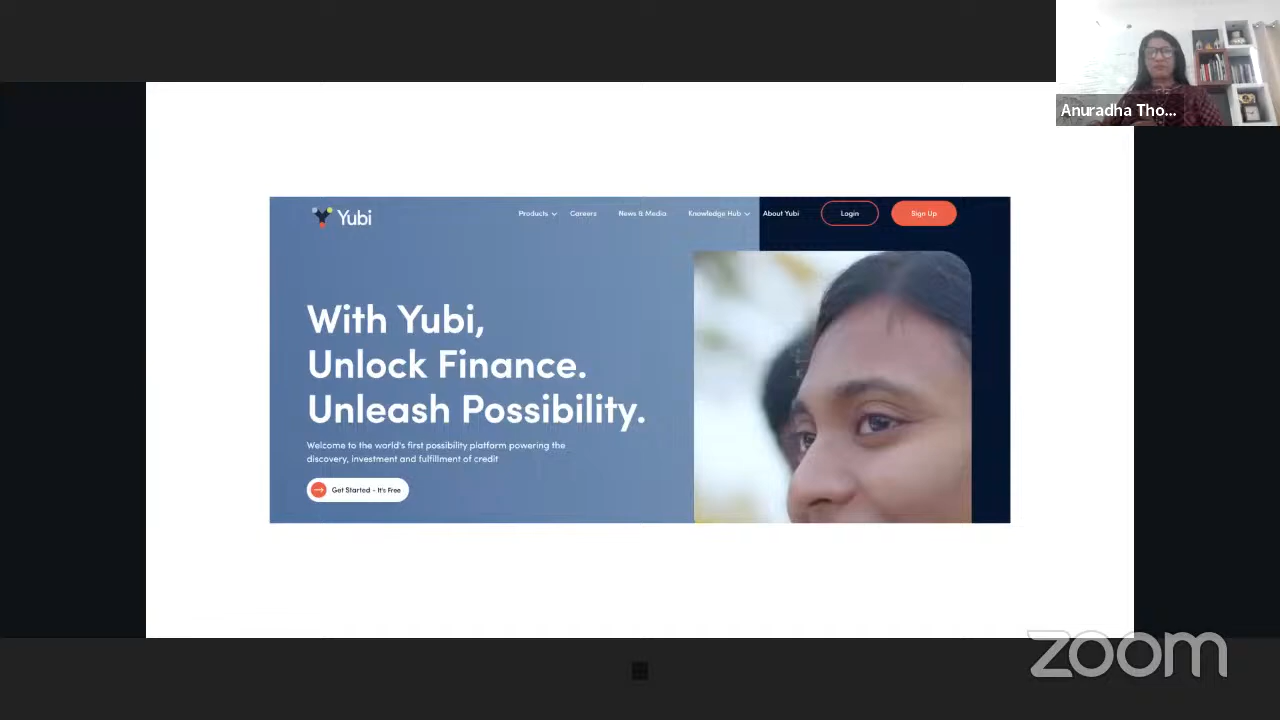 Anuradha Tho...
Yubi
Products
Careers
News & Media
Knowledge Hub
About Yubi
Login
Sign Up
With Yubi,
Unlock Finance.
Unleash Possibility.
Welcome to the world's first possibility platform powering the
discovery, investment and fulfillment of credit
Get Started - It's Free
zoom